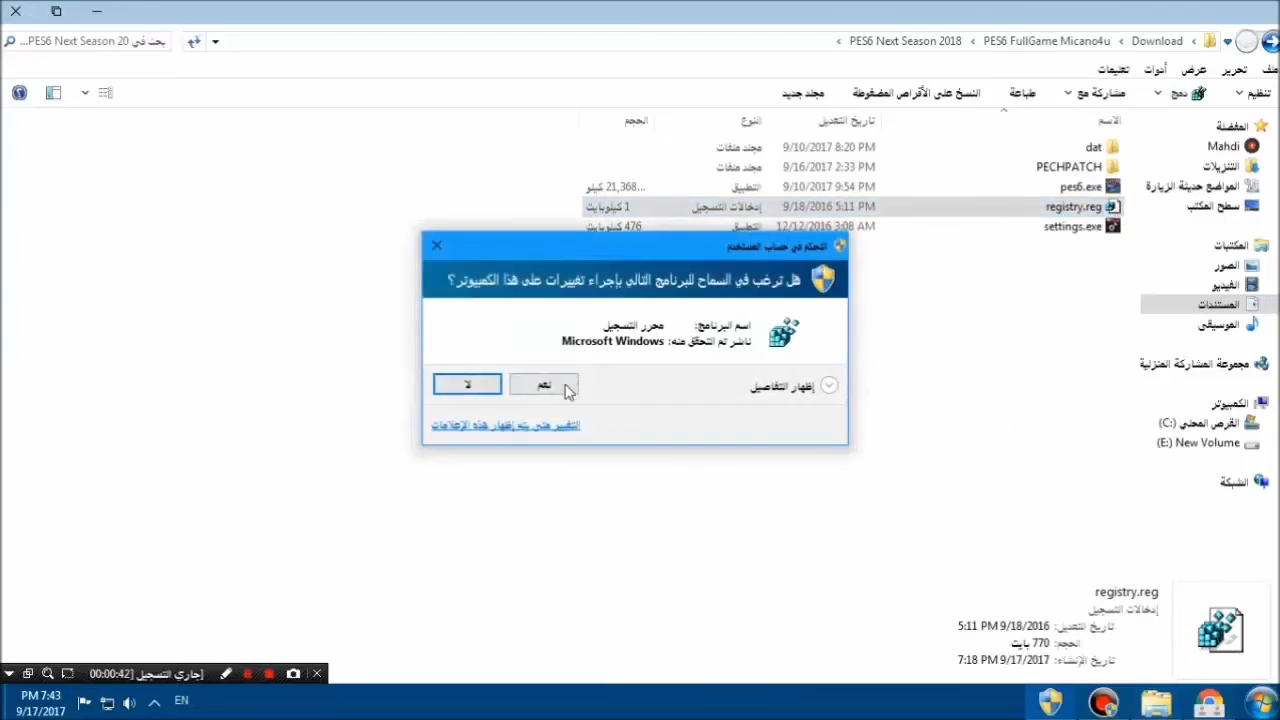 بحث في PES6 Next Season 20...
Download
PES6 FullGame Micano4u
PES6 Next Season 2018
ملف
تحرير
عرض
أدوات
تعليمات
تنظيم
دمج
مشاركة مع
طباعة
النسخ على الأقراص المضغوطة
مجلد جديد
الاسم
تاريخ التعديل
النوع
الحجم
dat
9/10/2017 8:20 PM
مجلد ملفات
PECHPATCH
9/16/2017 2:33 PM
مجلد ملفات
pes6.exe
9/10/2017 9:54 PM
التطبيق
21,368 كيلو...
registry.reg
9/18/2016 5:11 PM
إدخالات التسجيل
1 كيلوبايت
settings.exe
12/12/2016 3:08 AM
التطبيق
476 كيلوبايت
المفضلة
Mahdi
التنزيلات
المواضع حديثة الزيارة
سطح المكتب
المكتبات
الصور
الفيديو
المستندات
الموسيقى
مجموعة المشاركة المنزلية
الكمبيوتر
القرص المحلي (C:)
New Volume (E:)
الشبكة
التحكم في حساب المستخدم
هل ترغب في السماح للبرنامج التالي بإجراء تغييرات على هذا الكمبيوتر؟
اسم البرنامج: محرر التسجيل
ناشر تم التحقق منه: Microsoft Windows
إظهار التفاصيل
نعم
لا
التغيير متى يتم إظهار هذه الإعلامات
registry.reg
إدخالات التسجيل
تاريخ التعديل: 9/18/2016 5:11 PM
الحجم: 770 بايت
تاريخ الإنشاء: 9/17/2017 7:18 PM
جاري التسجيل [00:00:42]
7:43 PM
9/17/2017
EN